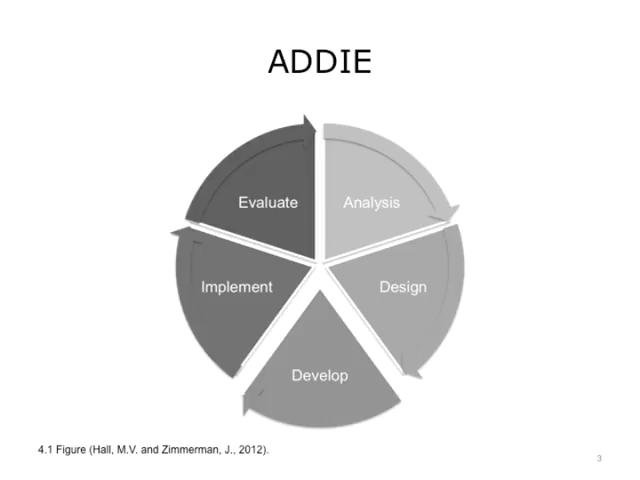 ADDIE
Evaluate
Analysis
Implement
Design
Develop
4.1 Figure (Hall, M.V. and Zimmerman, J., 2012).
3